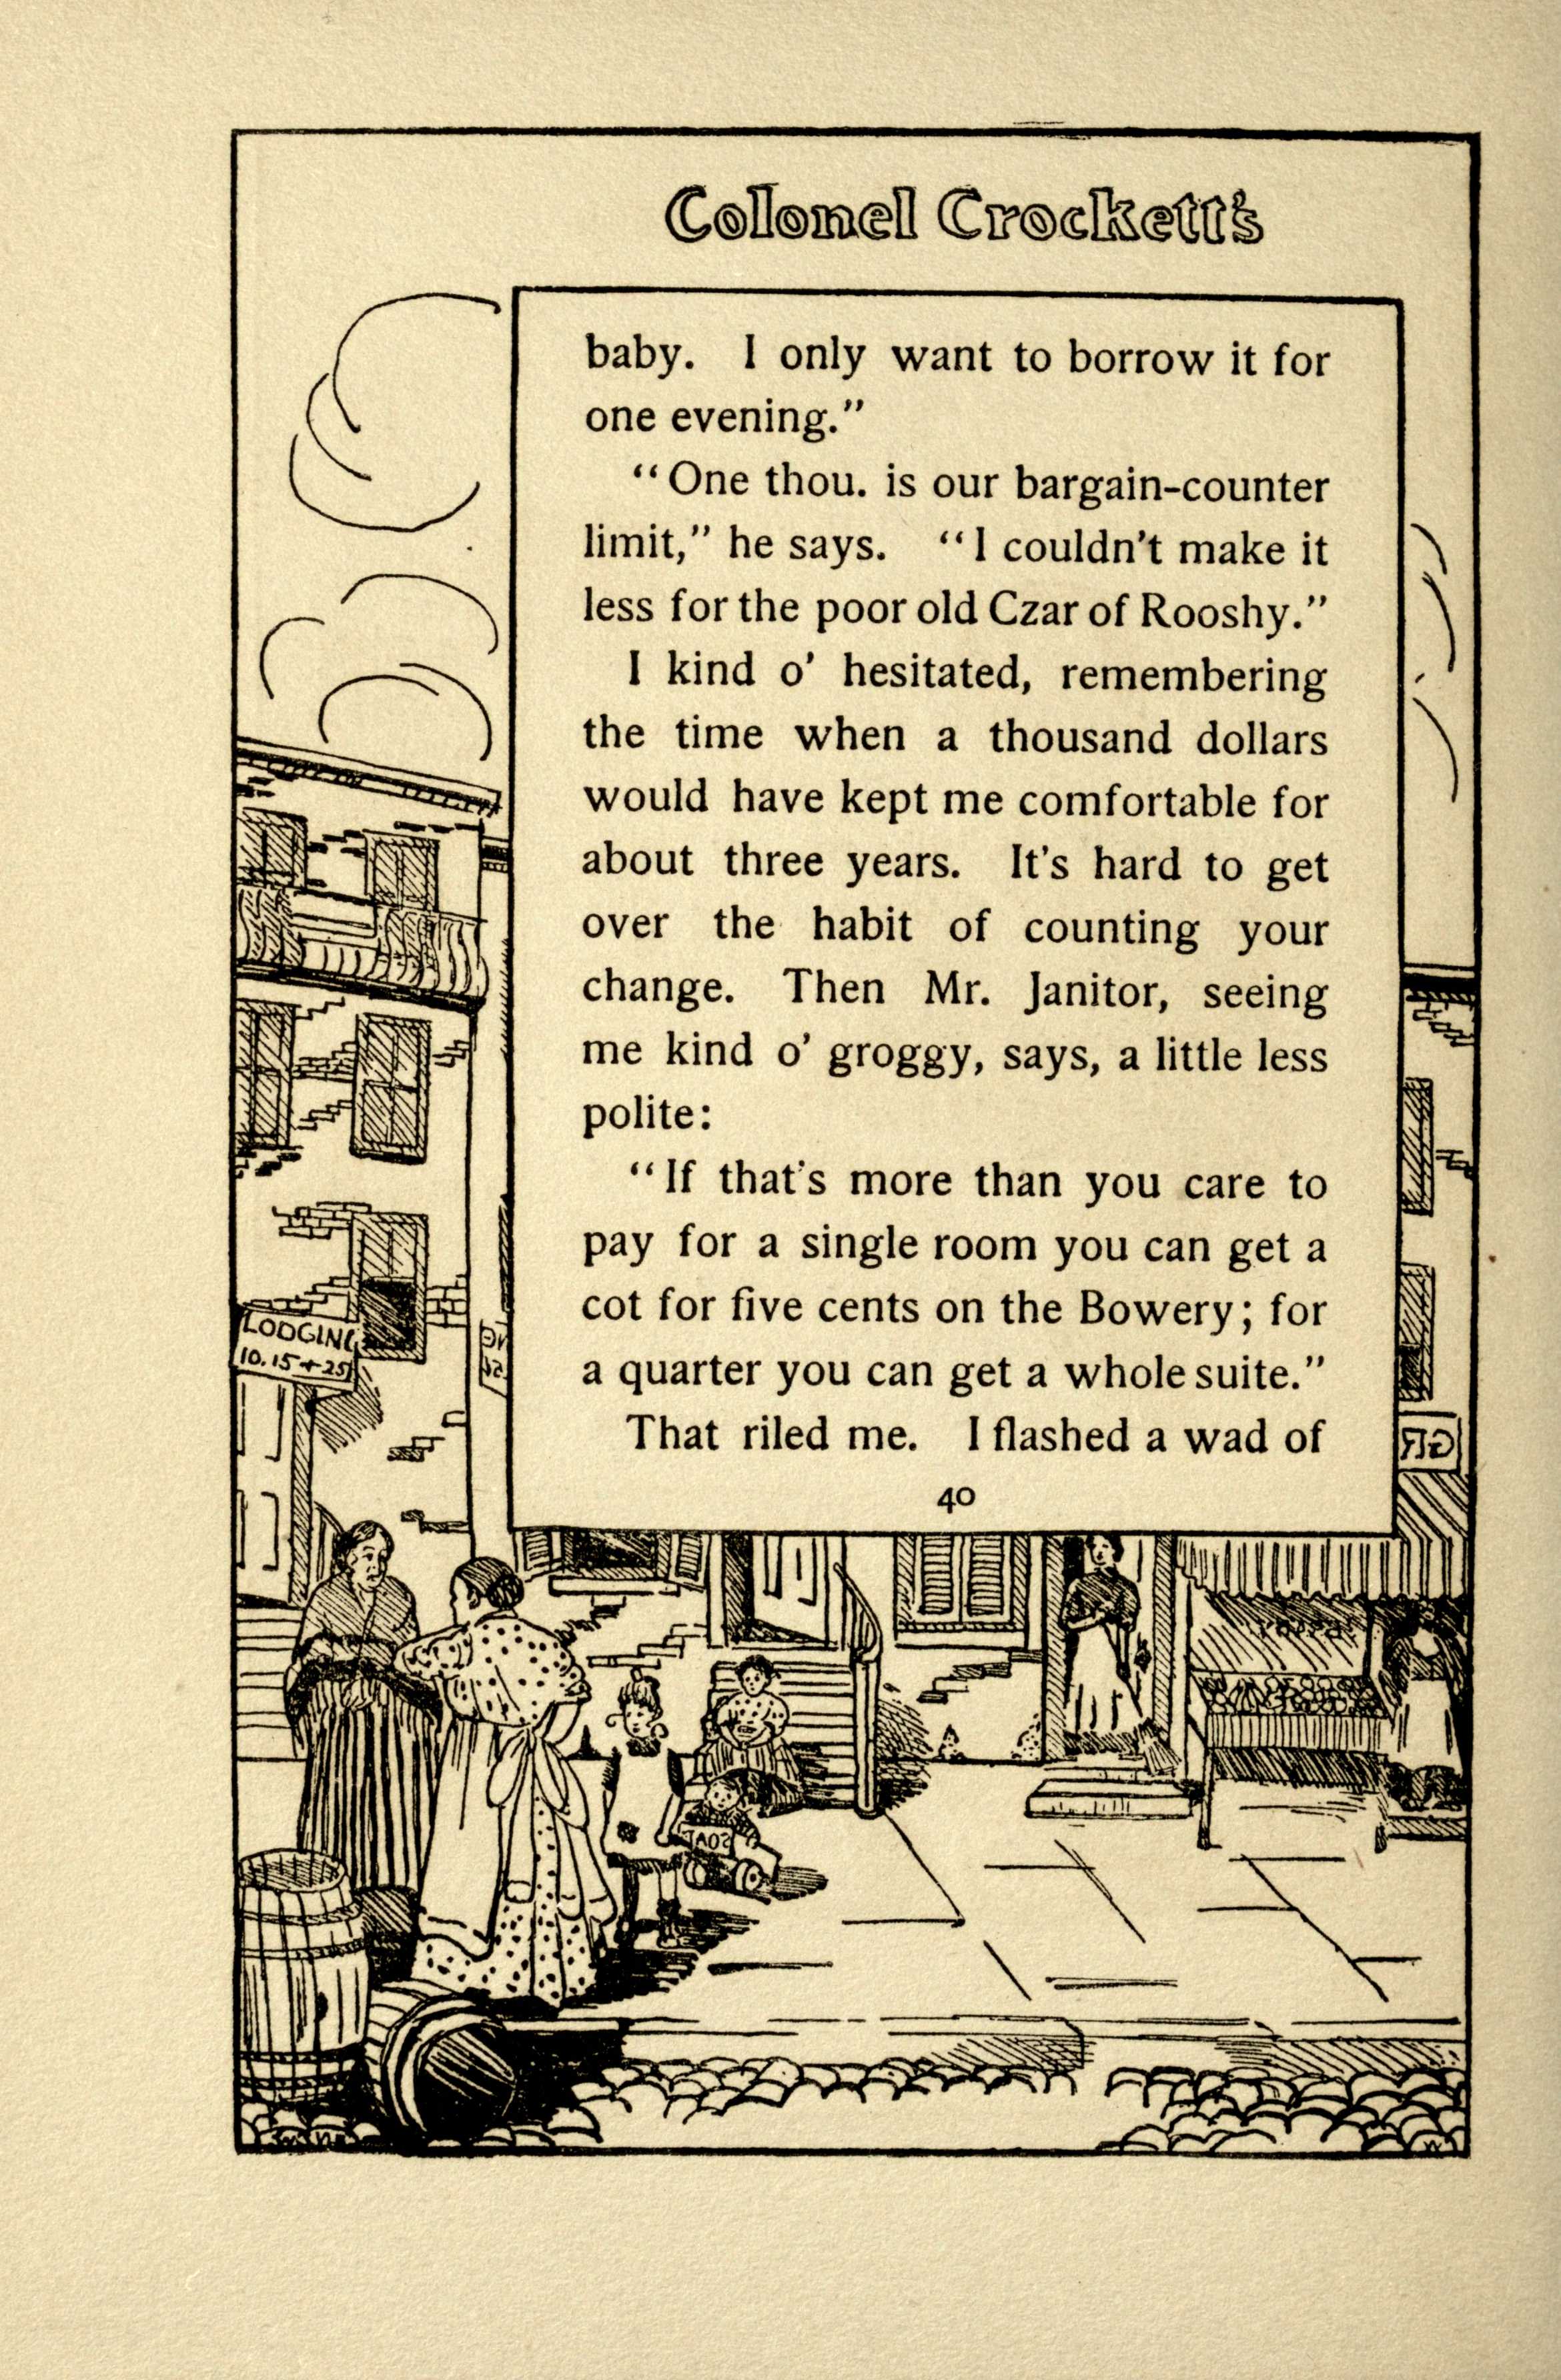 Colonel Crockett's
baby. I only want to borrow it for
one evening.”
“One thou. is our bargain-counter
limit,” he says. “I couldn't make it
less for the poor old Czar of Rooshy.”
I kind o’ hesitated, remembering
the time when a thousand dollars
would have kept me comfortable for
about three years. It's hard to get
over the habit of counting your
change. Then Mr. Janitor, seeing
me kind o’ groggy, says, a little less
polite:
“If that's more than you care to
pay for a single room you can get a
cot for five cents on the Bowery; for
a quarter you can get a whole suite.”
That riled me. I flashed a wad of
40
LODGING
10.15+25